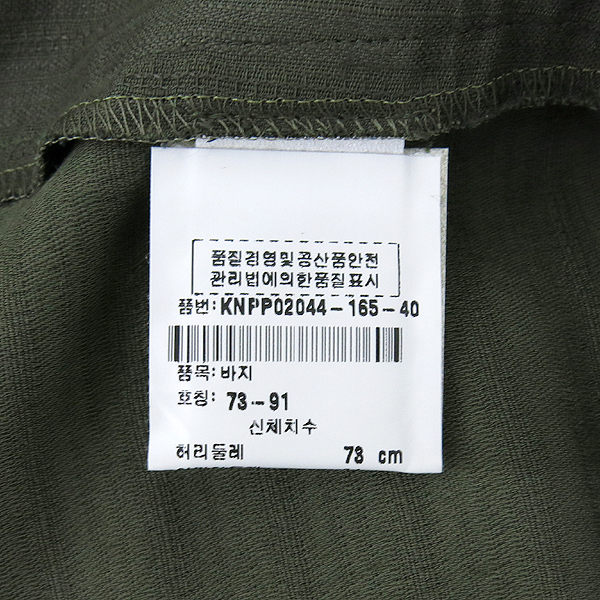 품질경영및공산품안전
관리법에의한품질표시
품번:KNPP02044-165-40
품목:바지
호칭: 73-91
신체치수
허리둘레 73 cm